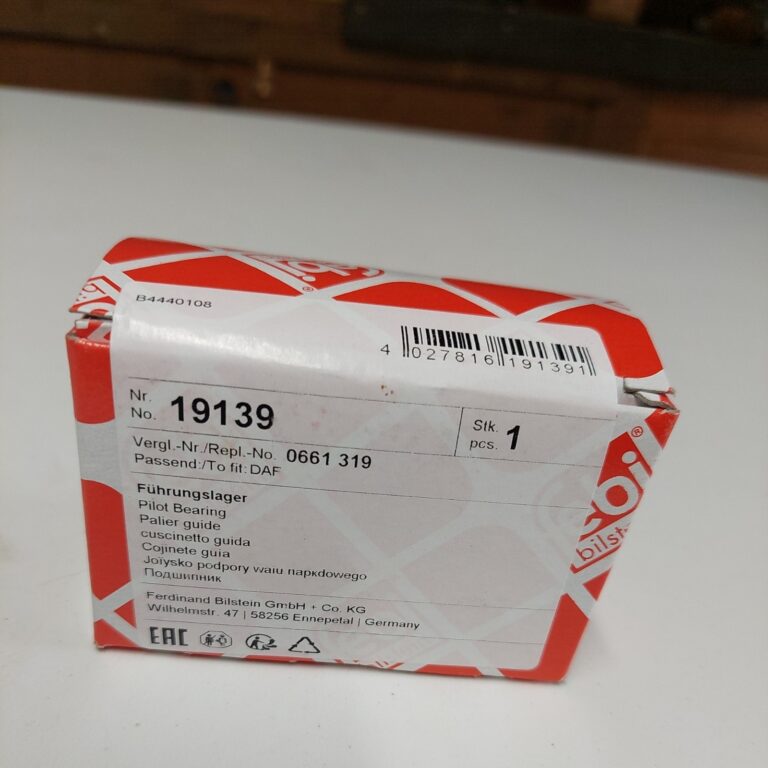 B4440108
4 027816 191391
Nr.
No. 19139
Stk.
pcs. 1
Vergl.-Nr./Repl.-No. 0661 319
Passend:/To fit: DAF
Führungslager
Pilot Bearing
Palier guide
cuscinetto guida
Cojinete guia
podpory
Подшипник
Ferdinand Bilstein GmbH + Co. KG
Wilhelmstr. 47 | 58256 Ennepetal | Germany
EAC